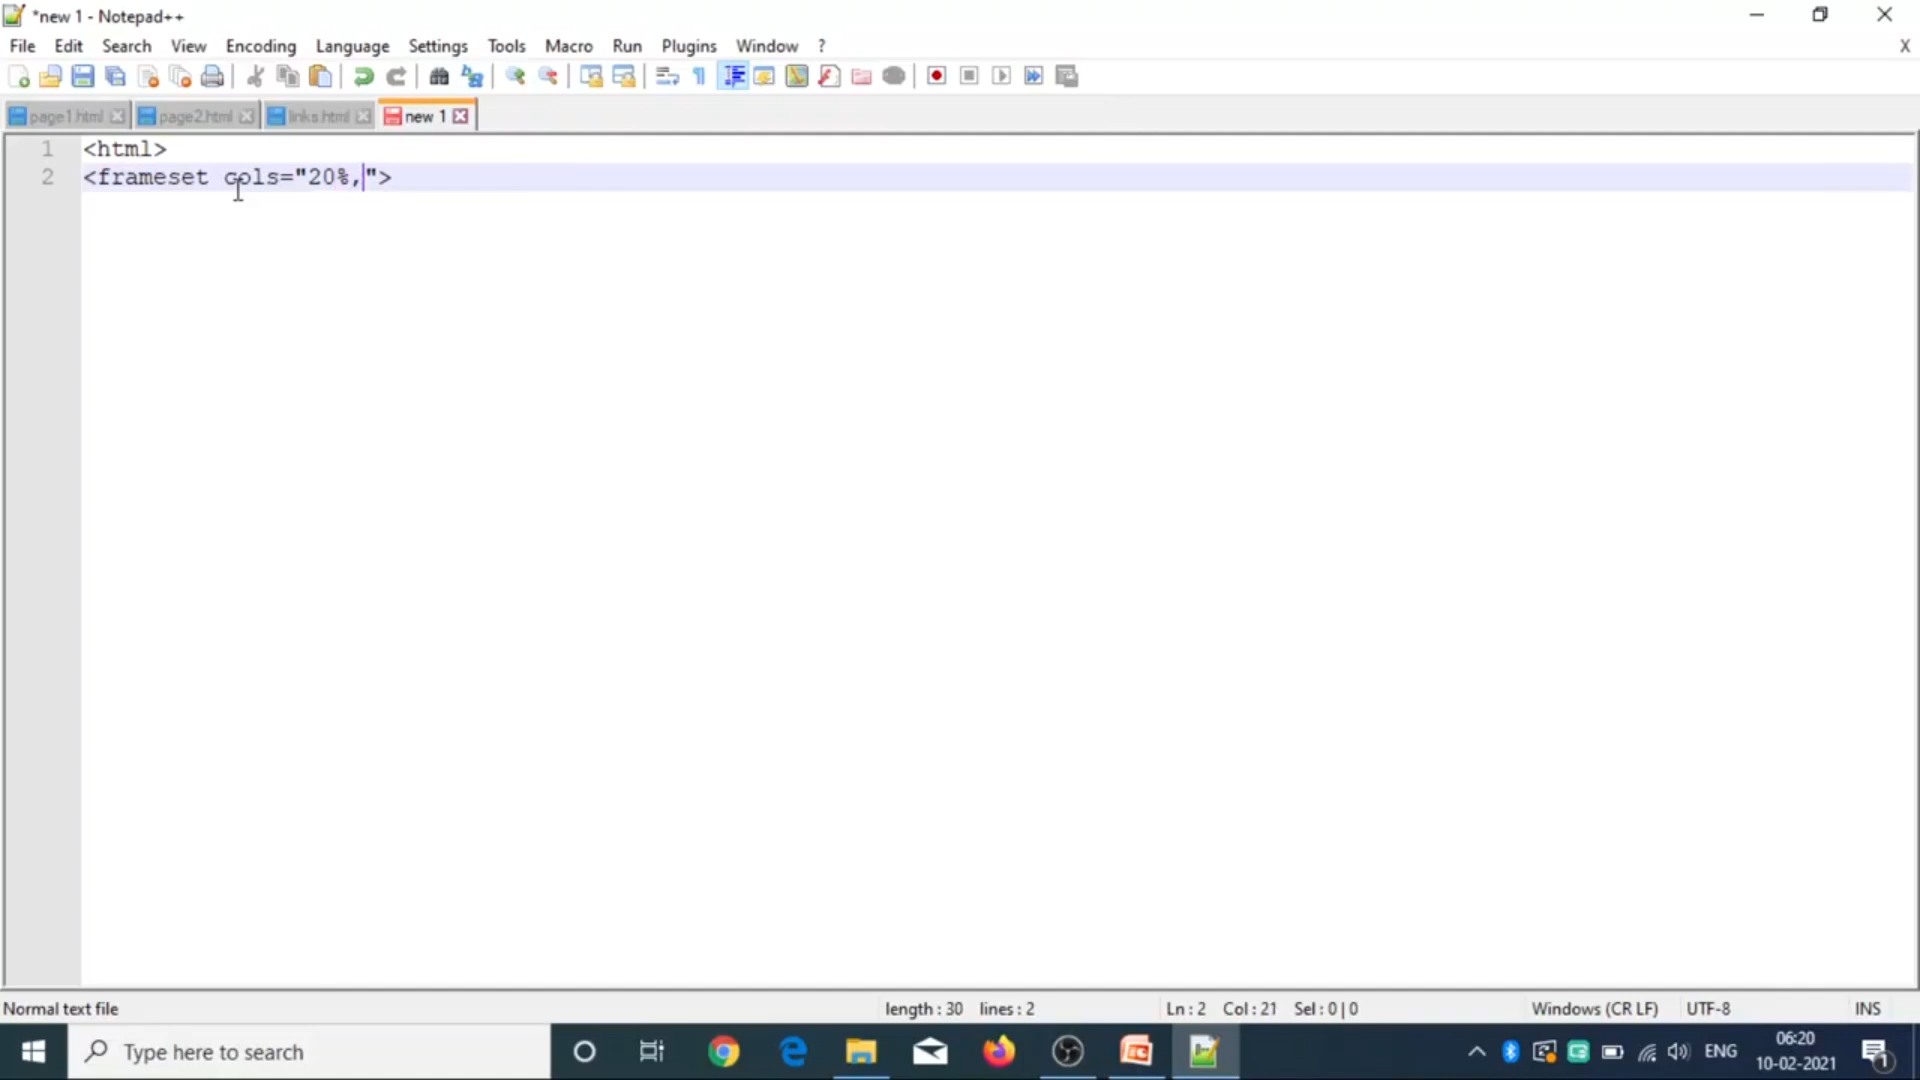 *new 1 - Notepad++
File Edit Search View Encoding Language Settings Tools Macro Run Plugins Window ? X
page1.html page2.html links.html new 1
1 <html>
2 <frameset cols="20%,">
Normal text file length : 30 lines : 2 Ln : 2 Col : 21 Sel : 0 | 0 Windows (CR LF) UTF-8 INS
Type here to search ENG 06:20
10-02-2021
1